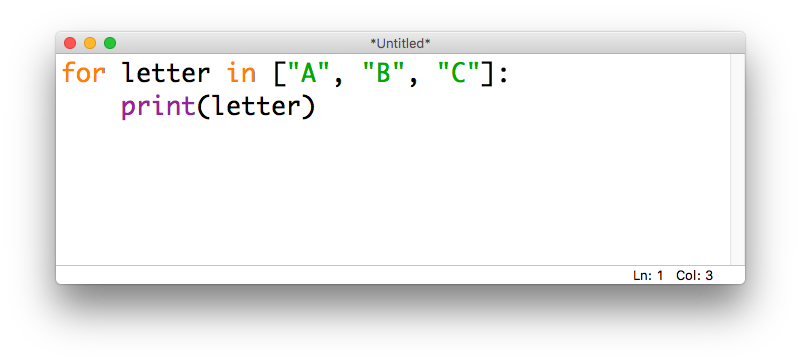 *Untitled*
for letter in ["A", "B", "C"]:
    print(letter)
Ln: 1 Col: 3